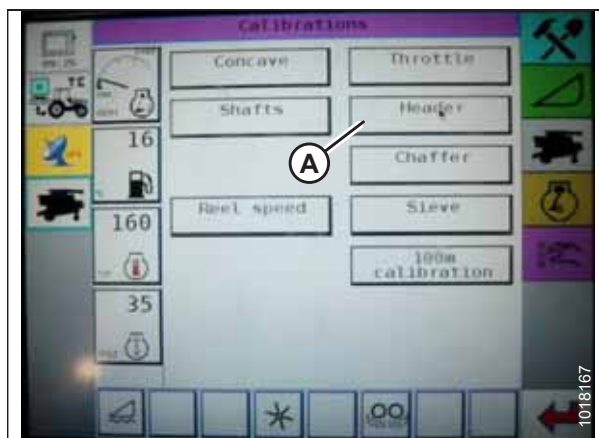 Calibrations
Concave
Throttle
Shafts
Header
A
Chaffer
Reel speed
Sieve
100m
calibration
16
160
35
1018167